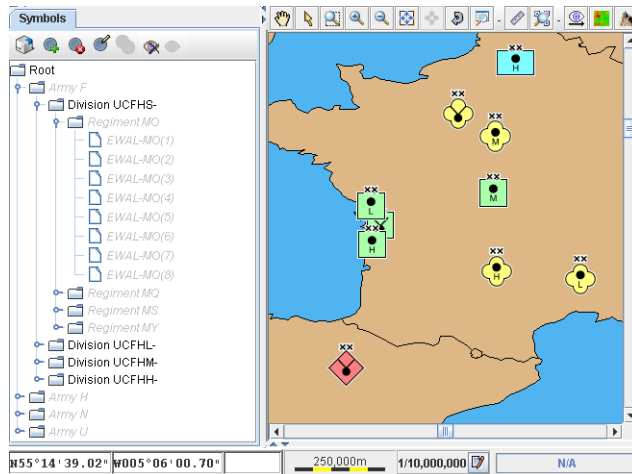 Symbols
Root
Army F
Division UCFHS-
Regiment MO
EWAL-MO(1)
EWAL-MO(2)
EWAL-MO(3)
EWAL-MO(4)
EWAL-MO(5)
EWAL-MO(6)
EWAL-MO(7)
EWAL-MO(8)
Regiment MQ
Regiment MS
Regiment MY
Division UCFHL-
Division UCFHM-
Division UCFHH-
Army H
Army N
Army U
××
H
××
××
M
××
M
××
L
××
H
××
H
××
L
××
N55°14'39.02" W005°06'00.70"
250,000m
1/10,000,000
N/A